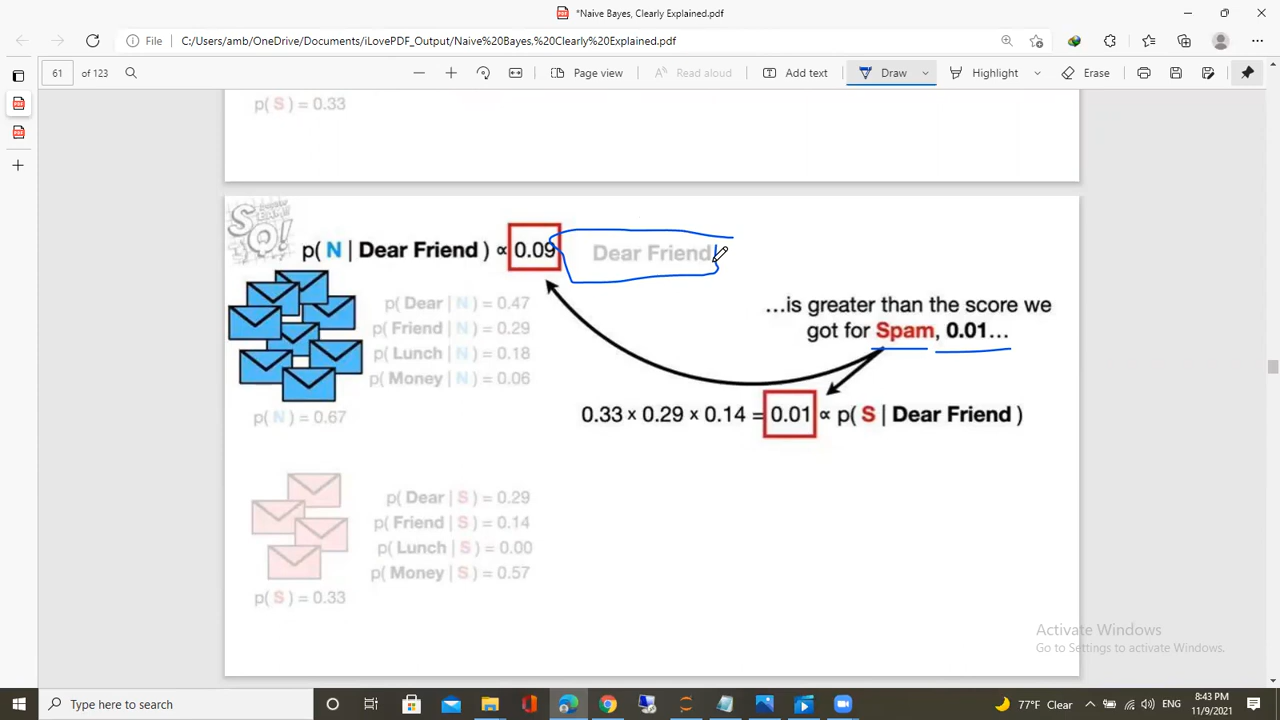 *Naive Bayes, Clearly Explained.pdf
File C:/Users/amb/OneDrive/Documents/iLovePDF_Output/Naive%20Bayes,%20Clearly%20Explained.pdf
61 of 123 Page view Read aloud Add text Draw Highlight Erase
p( S ) = 0.33
p( N | Dear Friend ) ∝ 0.09 Dear Friend
p( Dear | N ) = 0.47
p( Friend | N ) = 0.29
p( Lunch | N ) = 0.18
p( Money | N ) = 0.06
p( N ) = 0.67
…is greater than the score we
got for Spam, 0.01…
0.33 x 0.29 x 0.14 = 0.01 ∝ p( S | Dear Friend )
p( Dear | S ) = 0.29
p( Friend | S ) = 0.14
p( Lunch | S ) = 0.00
p( Money | S ) = 0.57
p( S ) = 0.33
Activate Windows
Go to Settings to activate Windows.
Type here to search
77°F Clear ENG 8:43 PM
11/9/2021